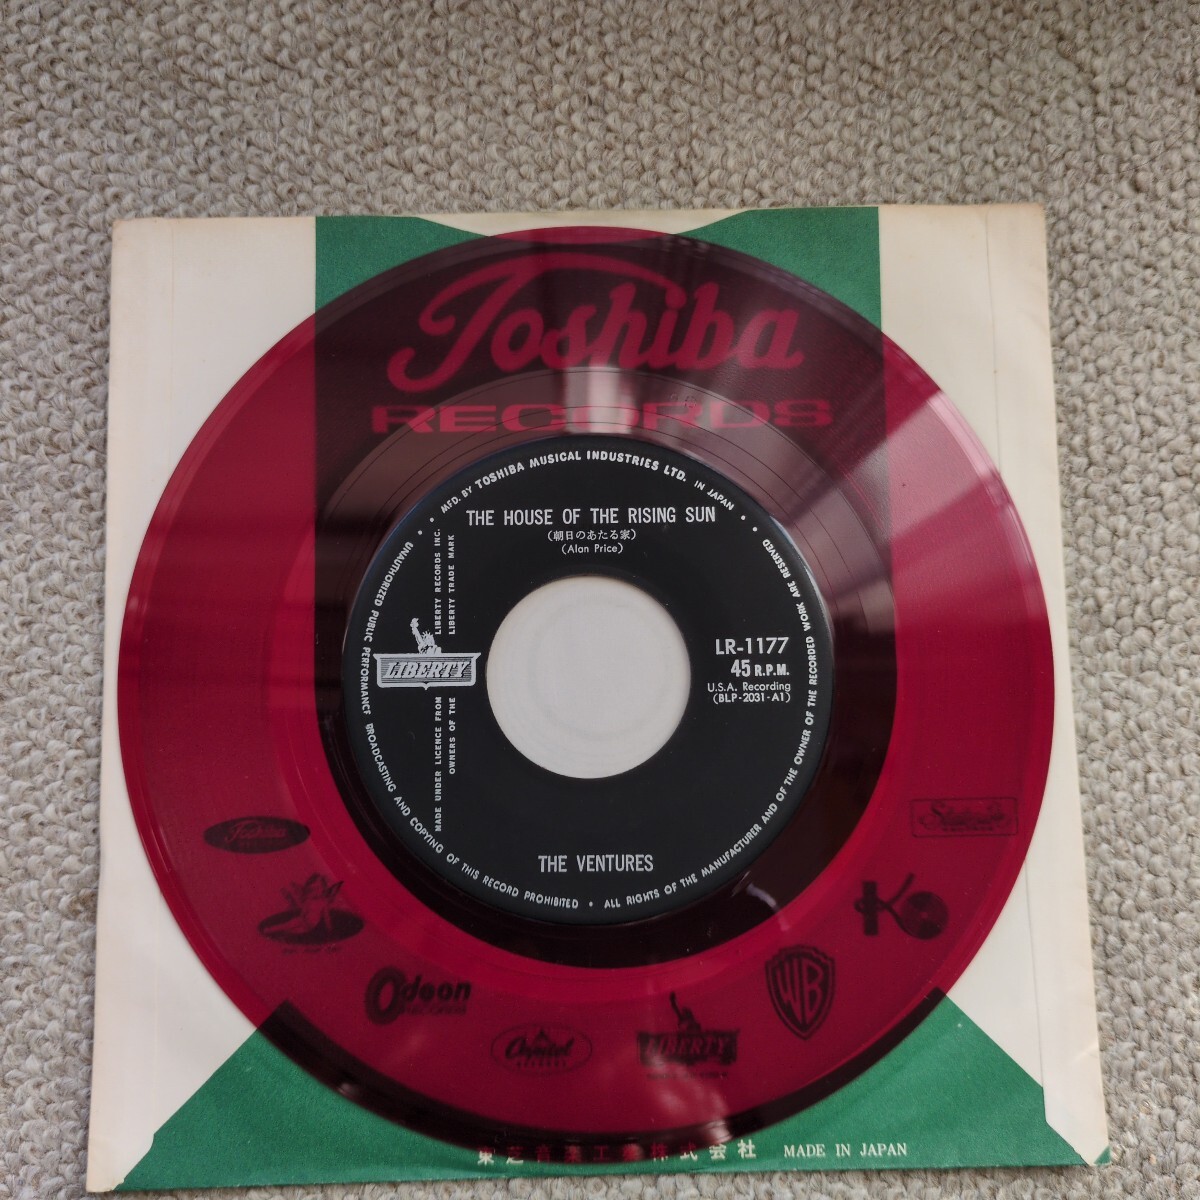 Toshiba
RECORDS
MFD. BY TOSHIBA MUSICAL INDUSTRIES LTD. IN JAPAN
THE HOUSE OF THE RISING SUN
(朝日のあたる家)
(Alan Price)
LIBERTY RECORDS INC.
LIBERTY TRADE MARK
LIBERTY
MADE UNDER LICENCE FROM
OWNERS OF THE
LR-1177
45 R.P.M.
U.S.A. Recording
(BLP-2031-A1)
THE VENTURES
UNAUTHORIZED PUBLIC PERFORMANCE BROADCASTING AND COPYING OF THIS RECORD PROHIBITED • ALL RIGHTS OF THE MANUFACTURER AND OF THE OWNER OF THE RECORDED WORK ARE RESERVED
Toshiba
Odeon
RECORDS
Capitol
RECORDS
LIBERTY
WB
K
東芝音楽工業株式会社 MADE IN JAPAN